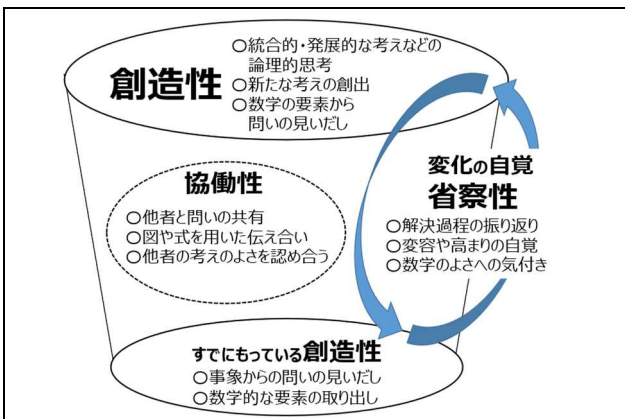 創造性
○統合的・発展的な考えなどの
論理的思考
○新たな考えの創出
○数学の要素から
問いの見いだし
協働性
○他者と問いの共有
○図や式を用いた伝え合い
○他者の考えのよさを認め合う
変化の自覚
省察性
○解決過程の振り返り
○変容や高まりの自覚
○数学のよさへの気付き
すでにもっている創造性
○事象からの問いの見いだし
○数学的な要素の取り出し